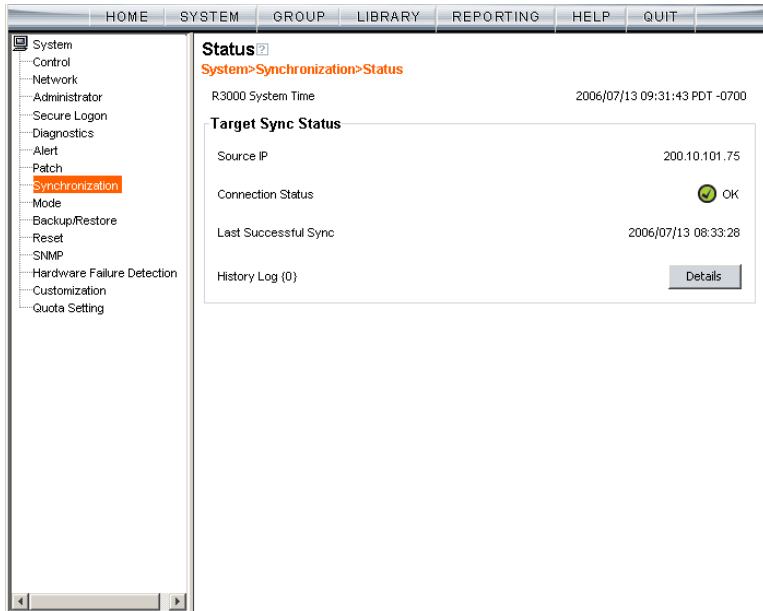 HOME SYSTEM GROUP LIBRARY REPORTING HELP QUIT
System
Control
Network
Administrator
Secure Logon
Diagnostics
Alert
Patch
Synchronization
Mode
Backup/Restore
Reset
SNMP
Hardware Failure Detection
Customization
Quota Setting
Status ?
System>Synchronization>Status
R3000 System Time 2006/07/13 09:31:43 PDT -0700
Target Sync Status
Source IP 200.10.101.75
Connection Status OK
Last Successful Sync 2006/07/13 08:33:28
History Log {0} Details